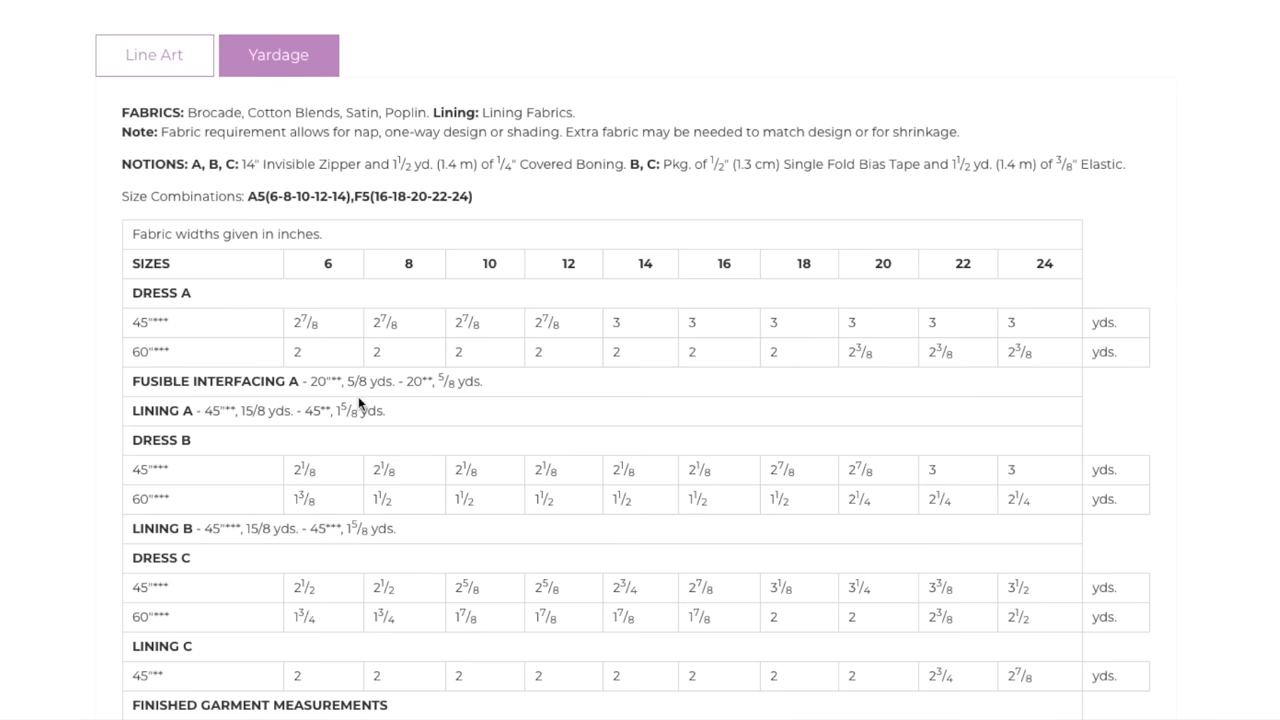 Line Art Yardage
FABRICS: Brocade, Cotton Blends, Satin, Poplin. Lining: Lining Fabrics.
Note: Fabric requirement allows for nap, one-way design or shading. Extra fabric may be needed to match design or for shrinkage.
NOTIONS: A, B, C: 14" Invisible Zipper and 1 1/2 yd. (1.4 m) of 1/4" Covered Boning. B, C: Pkg. of 1/2" (1.3 cm) Single Fold Bias Tape and 1 1/2 yd. (1.4 m) of 3/8" Elastic.
Size Combinations: A5(6-8-10-12-14),F5(16-18-20-22-24)
Fabric widths given in inches.
SIZES 6 8 10 12 14 16 18 20 22 24
DRESS A
45"*** 2 7/8 2 7/8 2 7/8 2 7/8 3 3 3 3 3 3 yds.
60"*** 2 2 2 2 2 2 2 2 3/8 2 3/8 2 3/8 yds.
FUSIBLE INTERFACING A - 20"**, 5/8 yds. - 20**, 5/8 yds.
LINING A - 45"**, 15/8 yds. - 45**, 1 5/8 yds.
DRESS B
45"*** 2 1/8 2 1/8 2 1/8 2 1/8 2 1/8 2 1/8 2 7/8 2 7/8 3 3 yds.
60"*** 1 3/8 1 1/2 1 1/2 1 1/2 1 1/2 1 1/2 1 1/2 2 1/4 2 1/4 2 1/4 yds.
LINING B - 45"***, 15/8 yds. - 45***, 1 5/8 yds.
DRESS C
45"*** 2 1/2 2 1/2 2 5/8 2 5/8 2 3/4 2 7/8 3 1/8 3 1/4 3 3/8 3 1/2 yds.
60"*** 1 3/4 1 3/4 1 7/8 1 7/8 1 7/8 1 7/8 2 2 2 3/8 2 1/2 yds.
LINING C
45"** 2 2 2 2 2 2 2 2 2 3/4 2 7/8 yds.
FINISHED GARMENT MEASUREMENTS